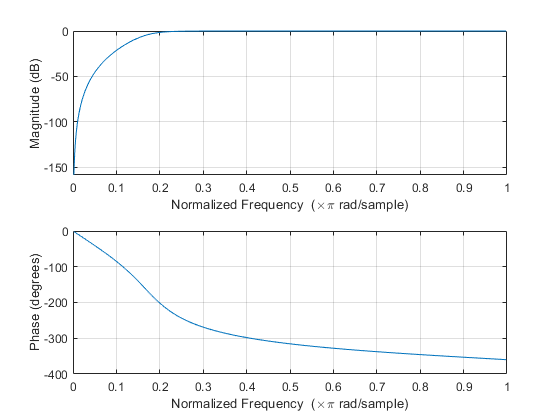 0
-50
-100
-150
Magnitude (dB)
0 0.1 0.2 0.3 0.4 0.5 0.6 0.7 0.8 0.9 1
Normalized Frequency (×π rad/sample)
0
-100
-200
-300
-400
Phase (degrees)
0 0.1 0.2 0.3 0.4 0.5 0.6 0.7 0.8 0.9 1
Normalized Frequency (×π rad/sample)